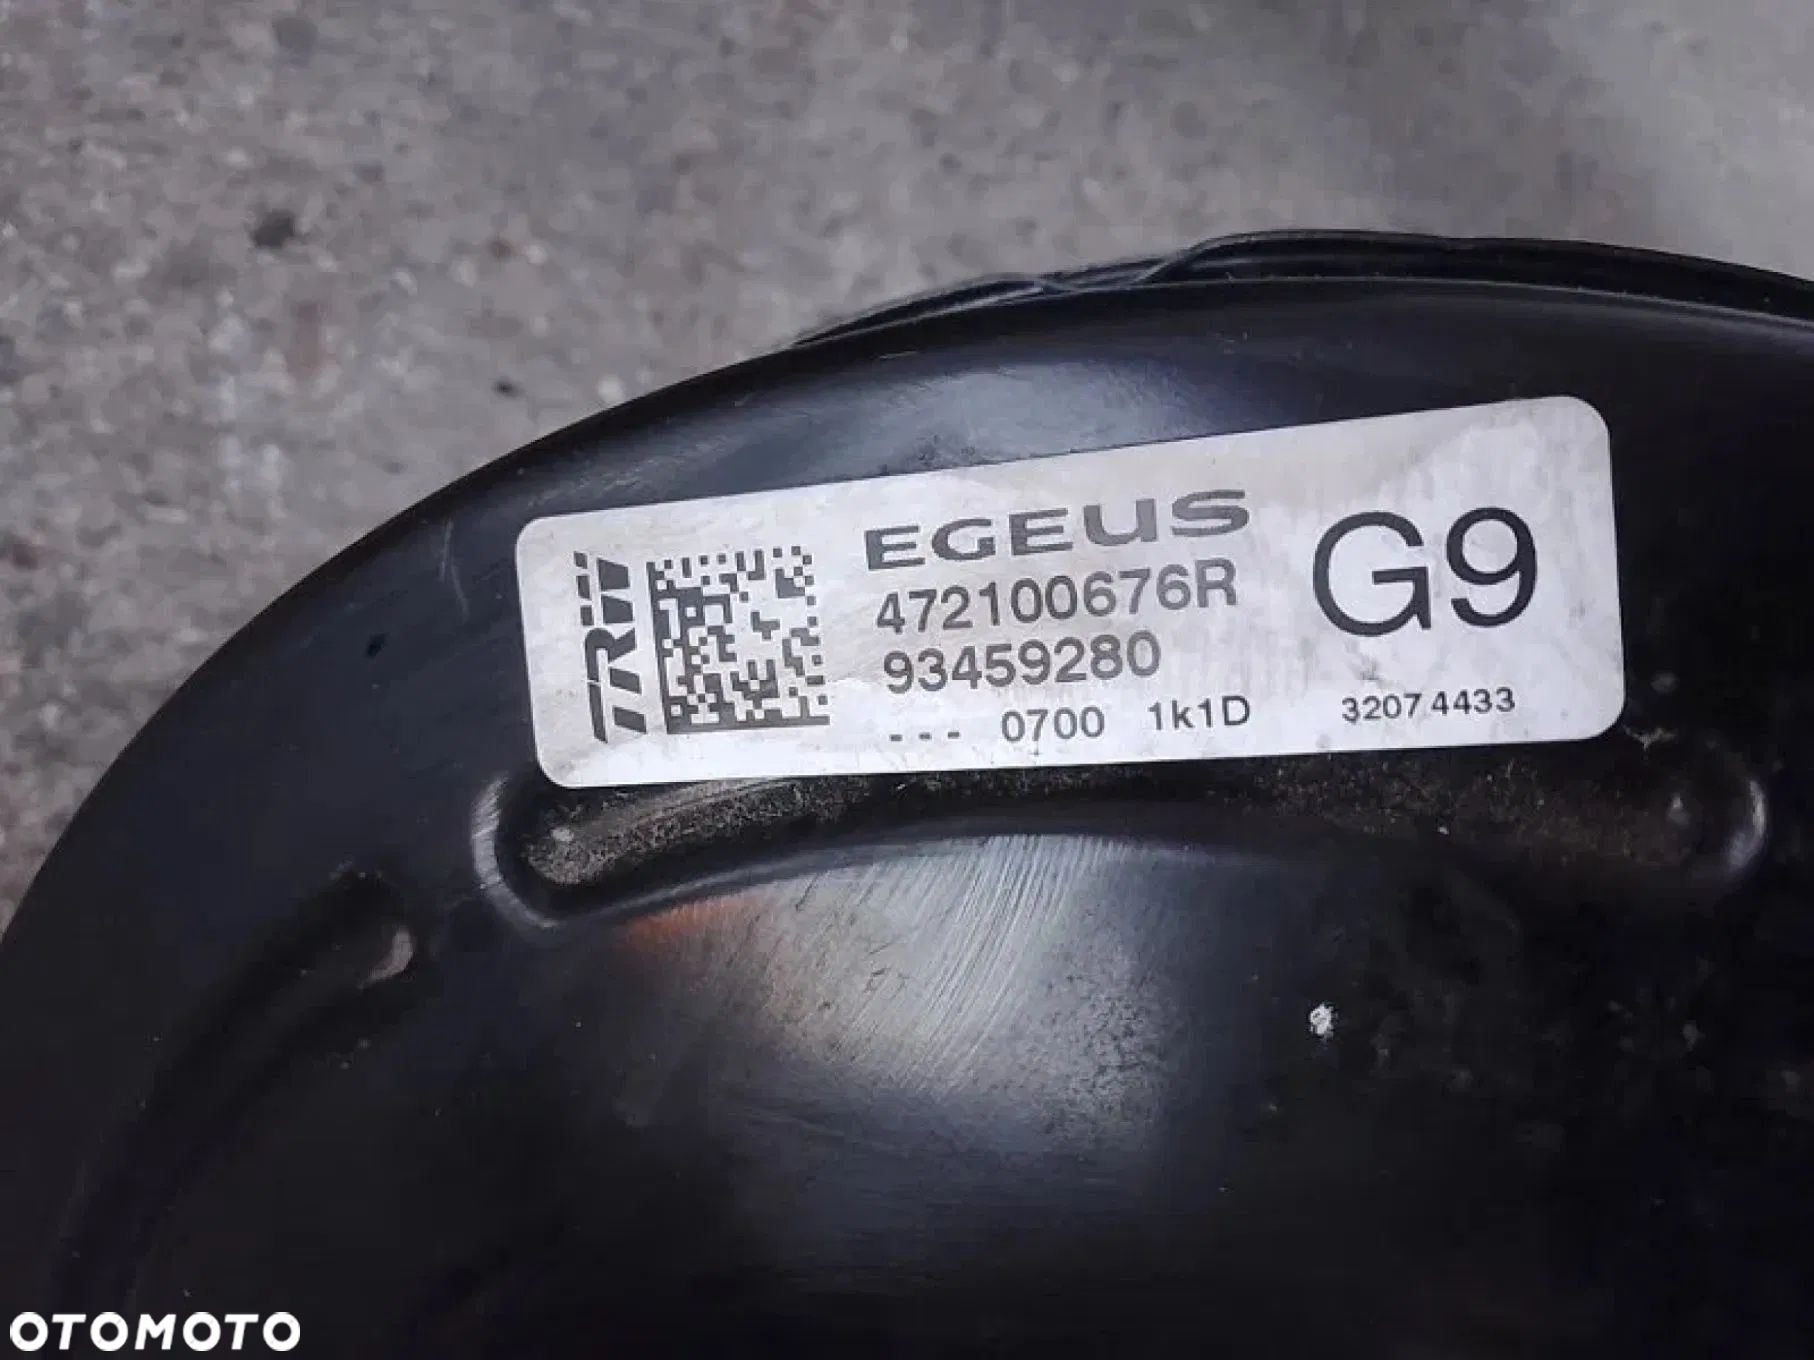 TRW
EGEUS
472100676R
93459280
G9
--- 0700 1k1D 32074433
OTOMOTO